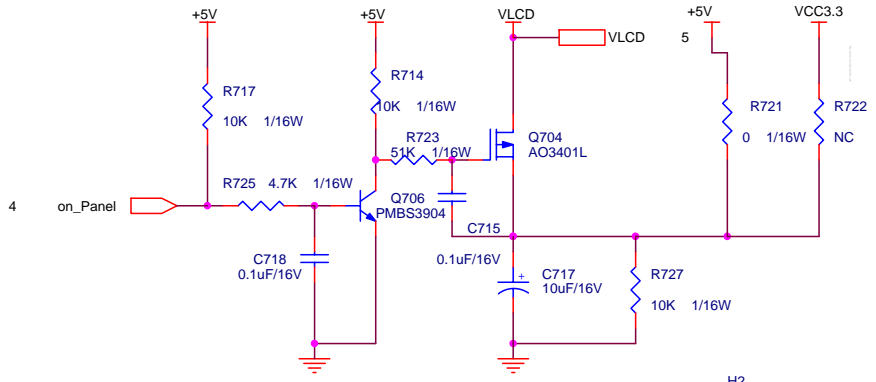 +5V
+5V
VLCD
+5V
VCC3.3
VLCD
5
R717
10K 1/16W
R714
10K 1/16W
R723
51K 1/16W
Q704
AO3401L
R721
0 1/16W
R722
NC
4
on_Panel
R725 4.7K 1/16W
Q706
PMBS3904
C715
0.1uF/16V
C718
0.1uF/16V
+
C717
10uF/16V
R727
10K 1/16W